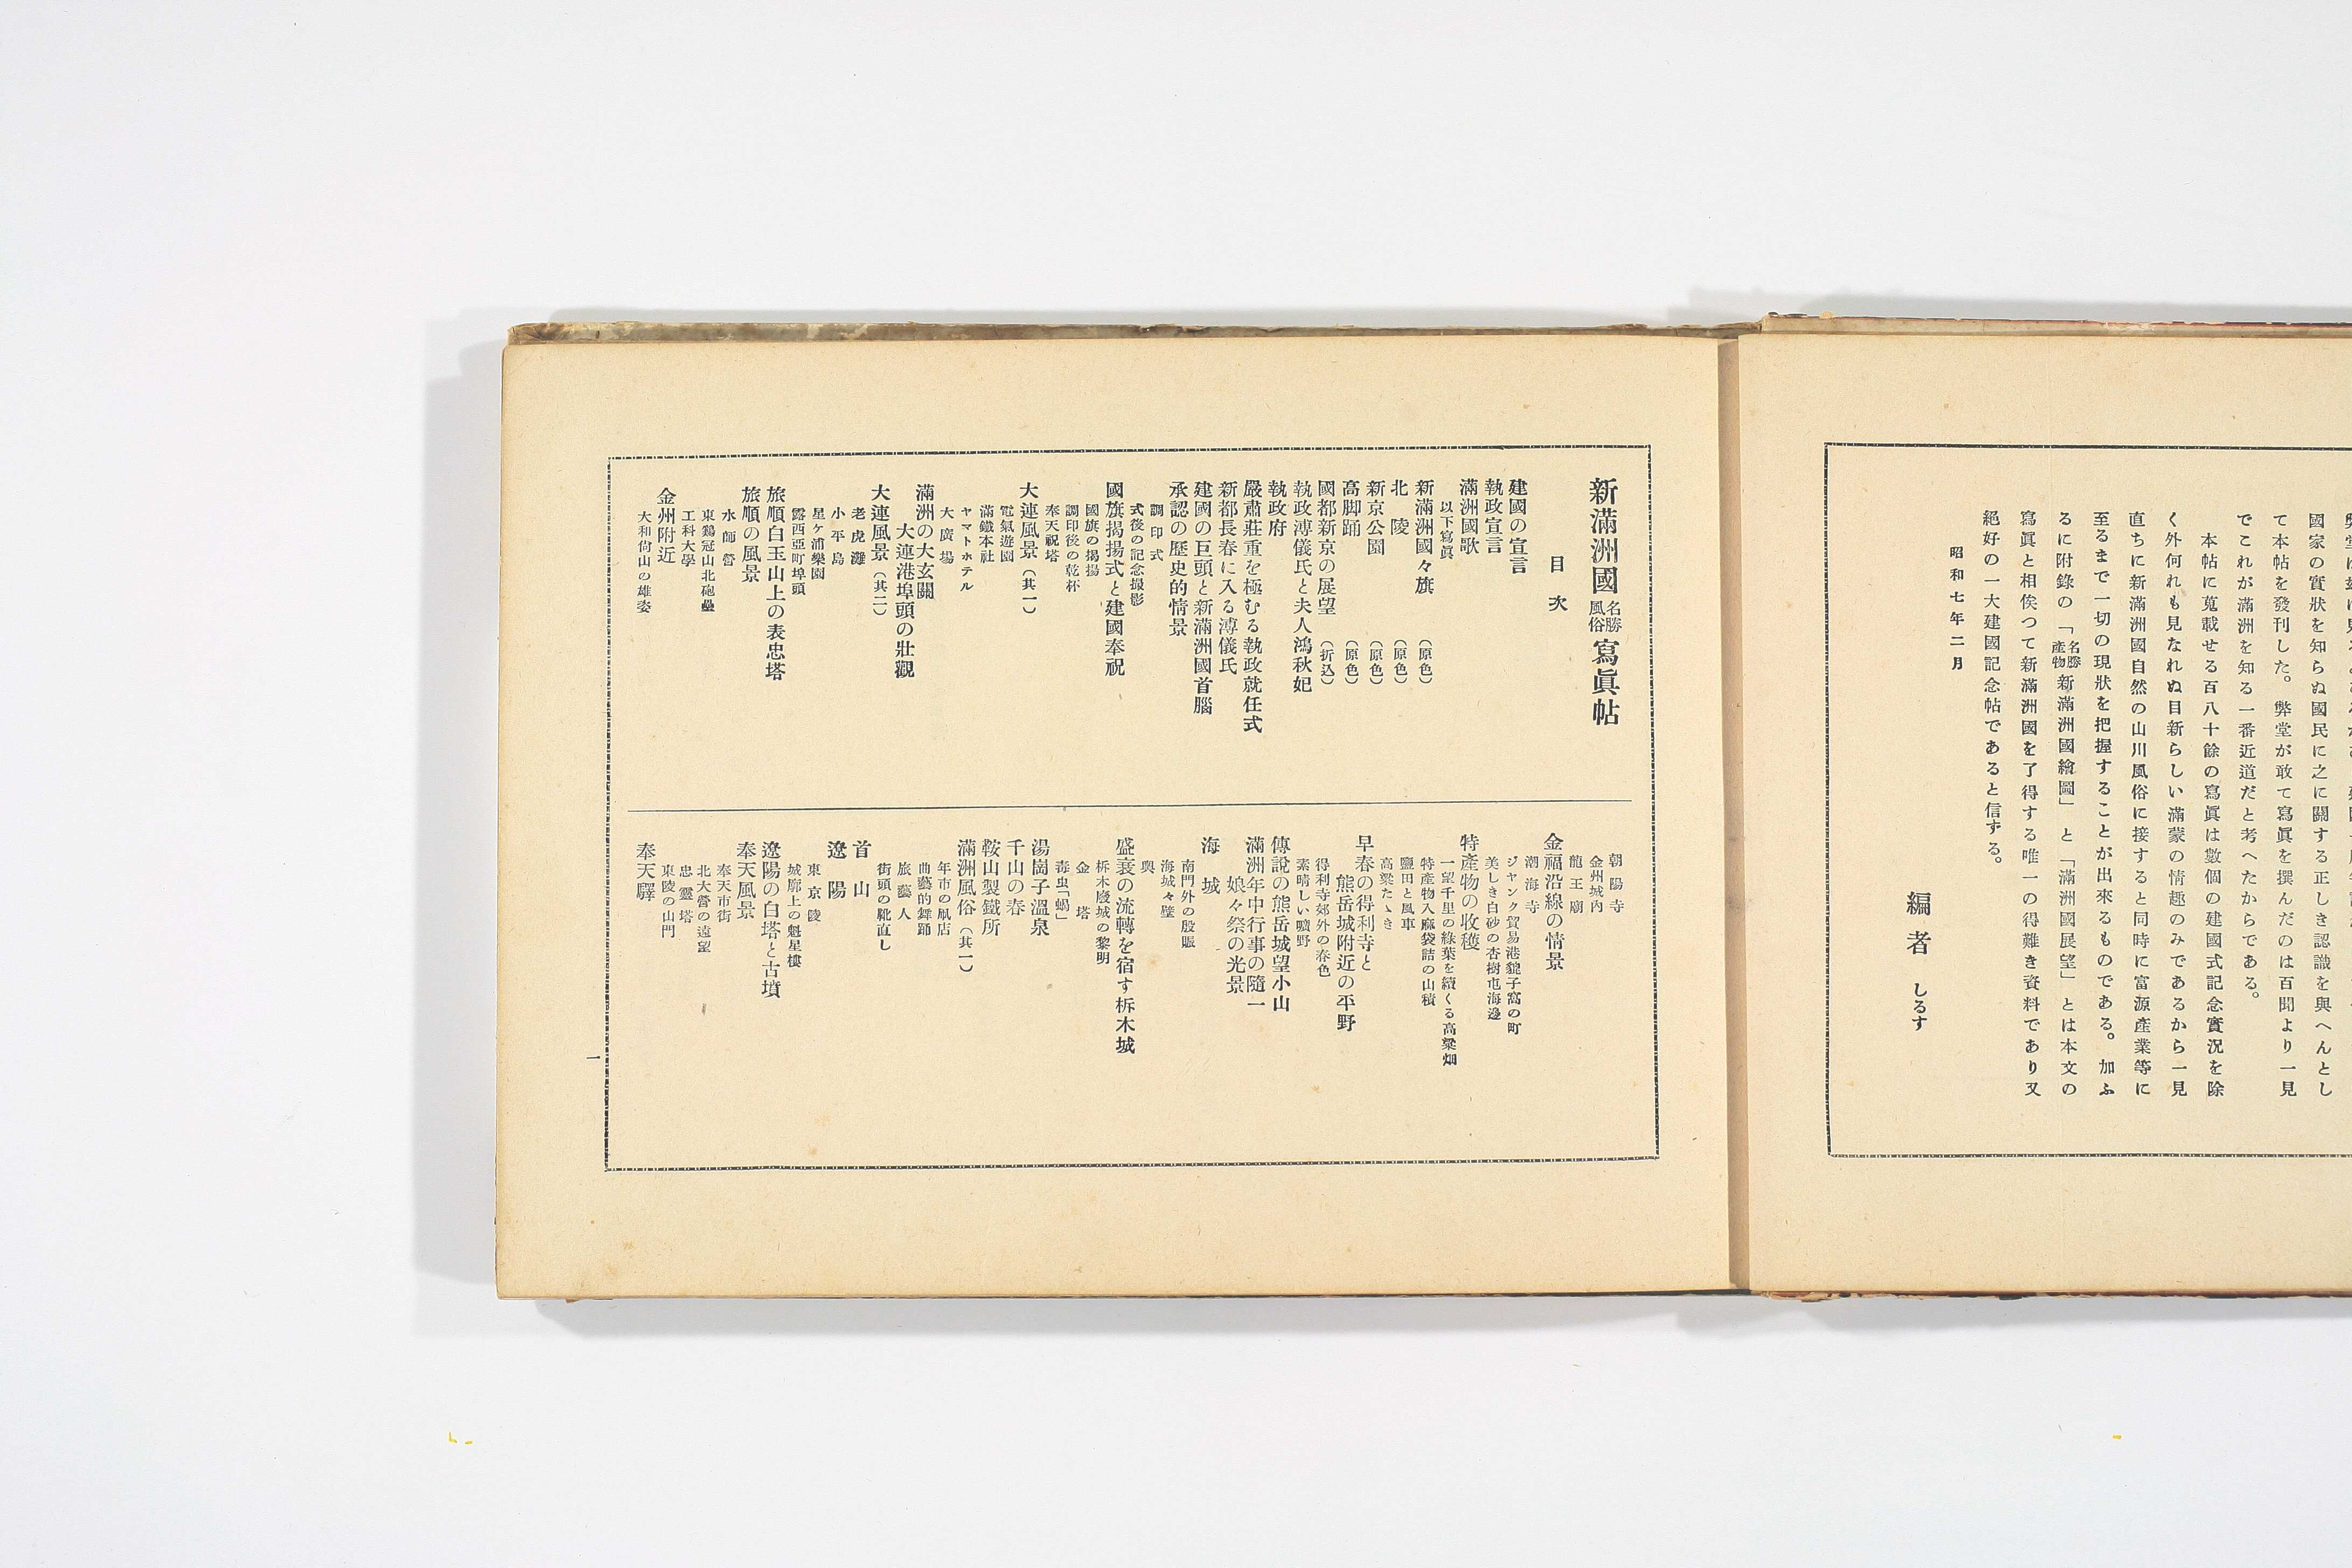 國家の實狀を知らぬ國民に之に關する正しき認識を與へんとし
て本帖を發刊した。弊堂が敢て寫眞を撰んだのは百聞より一見
でこれが滿洲を知る一番近道だと考へたからである。
本帖に蒐載せる百八十餘の寫眞は數個の建國式記念實況を除
く外何れも見なれぬ目新らしい滿蒙の情趣のみであるから一見
直ちに新滿洲國自然の山川風俗に接すると同時に富源產業等に
至るまで一切の現狀を把握することが出來るものである。加ふ
るに附錄の「名勝產物新滿洲國繪圖」と「滿洲國展望」とは本文の
寫眞と相俟つて新滿洲國を了得する唯一の得難き資料であり又
絕好の一大建國記念帖であると信ずる。
昭和七年二月
編者 しるす
新滿洲國名勝風俗寫眞帖
目次
建國の宣言
執政宣言
滿洲國歌
以下寫眞
新滿洲國々旗(原色)
北陵(原色)
新京公園(原色)
高脚踊(原色)
國都新京の展望(折込)
執政溥儀氏と夫人鴻秋妃
執政府
嚴肅莊重を極むる執政就任式
新都長春に入る溥儀氏
建國の巨頭と新滿洲國首腦
承認の歷史的情景
調印式
式後の記念撮影
國旗揭揚式と建國奉祝
國旗の揭揚
調印後の乾杯
奉天祝塔
大連風景(其一)
電氣遊園
滿鐵本社
ヤマトホテル
大廣場
滿洲の大玄關
大連港埠頭の壯觀
大連風景(其二)
老虎灘
小平島
星ヶ浦樂園
露西亞町埠頭
旅順白玉山上の表忠塔
旅順の風景
水師營
東鷄冠山北砲壘
工科大學
金州附近
大和尙山の雄姿
朝陽寺
金州城內
龍王廟
金福沿線の情景
潮海寺
ジヤンク貿易港貔子窩の町
美しき白砂の杏樹屯海邊
特產物の收穫
一望千里の綠葉を續くる高粱畑
特產物入麻袋詰の山積
鹽田と風車
高粱たゝき
早春の得利寺と
熊岳城附近の平野
得利寺郊外の春色
素晴しい曠野
傳說の熊岳城望小山
滿洲年中行事の隨一
娘々祭の光景
海城
南門外の殷賑
海城々壁
輿
盛衰の流轉を宿す柝木城
柝木廢城の黎明
金塔
毒虫「蝎」
湯崗子溫泉
千山の春
鞍山製鐵所
滿洲風俗(其一)
年市の凧店
曲藝的舞踊
旅藝人
街頭の靴直し
首山
遼陽
東京陵
城廓上の魁星樓
遼陽の白塔と古墳
奉天風景
奉天市街
北大營の遠望
忠靈塔
東陵の山門
奉天驛
一